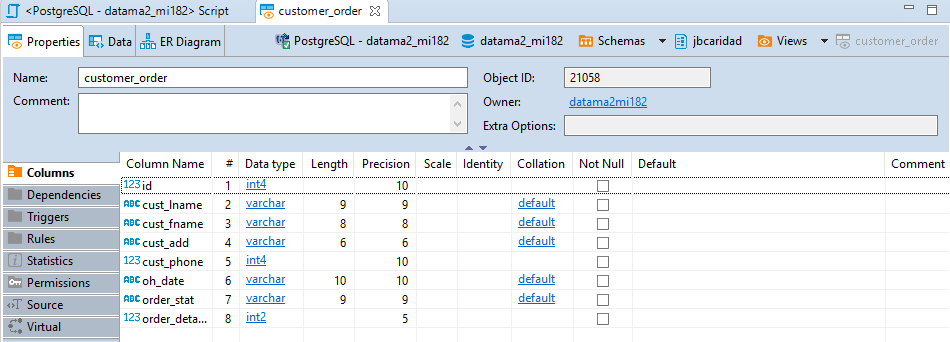 <PostgreSQL - datama2_mi182> Script customer_order
Properties Data ER Diagram PostgreSQL - datama2_mi182 datama2_mi182 Schemas jbcaridad Views customer_order
Name: customer_order Object ID: 21058
Comment: Owner: datama2mi182
Extra Options:
Column Name # Data type Length Precision Scale Identity Collation Not Null Default Comment
Columns
Dependencies
Triggers
Rules
Statistics
Permissions
Source
Virtual
123 id 1 int4 10
ABC cust_lname 2 varchar 9 9 default
ABC cust_fname 3 varchar 8 8 default
ABC cust_add 4 varchar 6 6 default
123 cust_phone 5 int4 10
ABC oh_date 6 varchar 10 10 default
ABC order_stat 7 varchar 9 9 default
123 order_deta... 8 int2 5